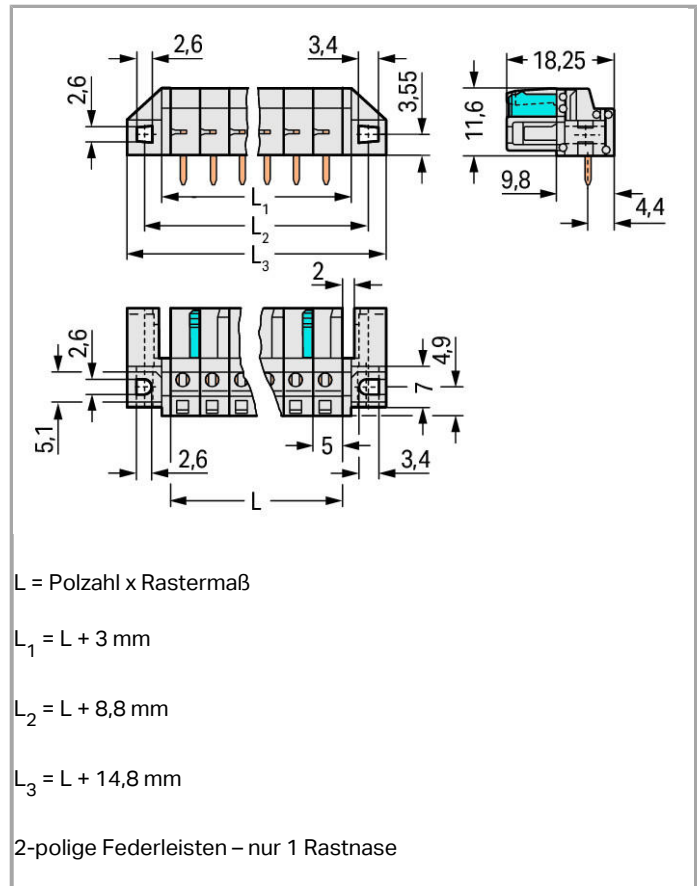 2,6
3,4
18,25
2,6
3,55
11,6
9,8
4,4
L1
L2
L3
2
2,6
4,9
7
5,1
2,6
5
3,4
L
L = Polzahl x Rastermaß
L1 = L + 3 mm
L2 = L + 8,8 mm
L3 = L + 14,8 mm
2-polige Federleisten – nur 1 Rastnase